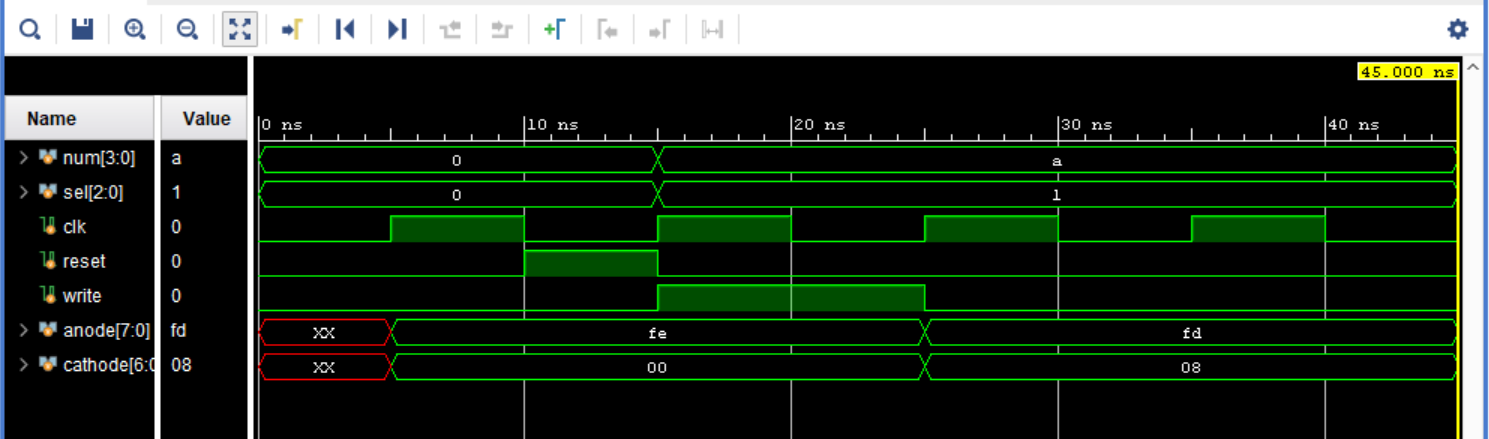 45.000 ns
Name Value 0 ns 10 ns 20 ns 30 ns 40 ns
num[3:0] a 0 a
sel[2:0] 1 0 1
clk 0
reset 0
write 0
anode[7:0] fd XX fe fd
cathode[6:0 08 XX 00 08